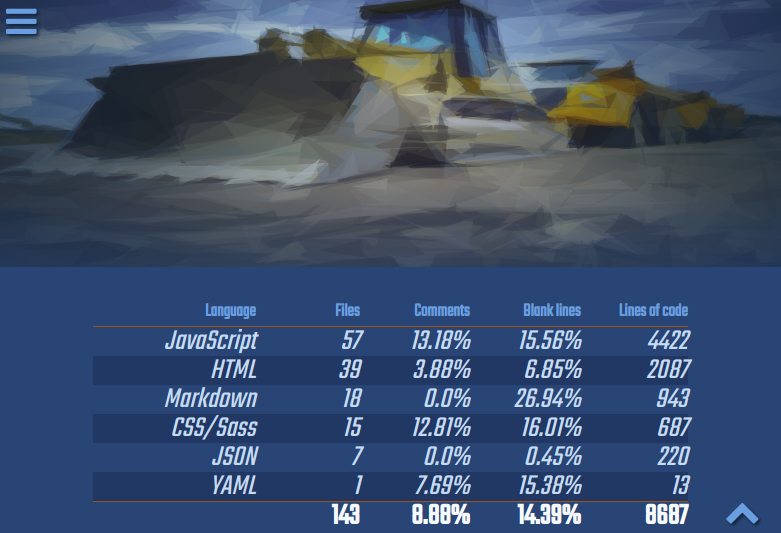 Language Files Comments Blank lines Lines of code
JavaScript 57 13.18% 15.56% 4422
HTML 39 3.88% 6.85% 2087
Markdown 18 0.0% 26.94% 943
CSS/Sass 15 12.81% 16.01% 687
JSON 7 0.0% 0.45% 220
YAML 1 7.69% 15.38% 13
143 8.88% 14.39% 8687